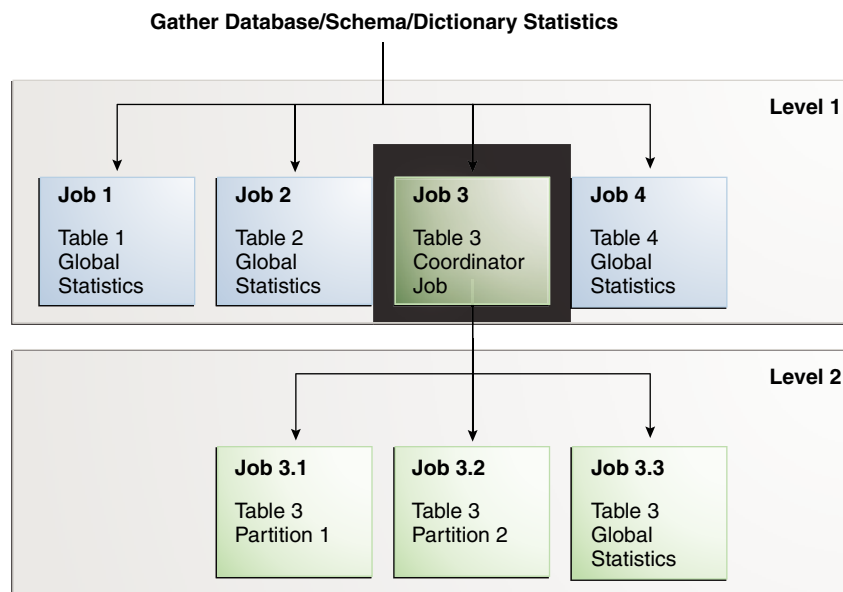 Gather Database/Schema/Dictionary Statistics
Level 1
Job 1
Table 1
Global
Statistics
Job 2
Table 2
Global
Statistics
Job 3
Table 3
Coordinator
Job
Job 4
Table 4
Global
Statistics
Level 2
Job 3.1
Table 3
Partition 1
Job 3.2
Table 3
Partition 2
Job 3.3
Table 3
Global
Statistics